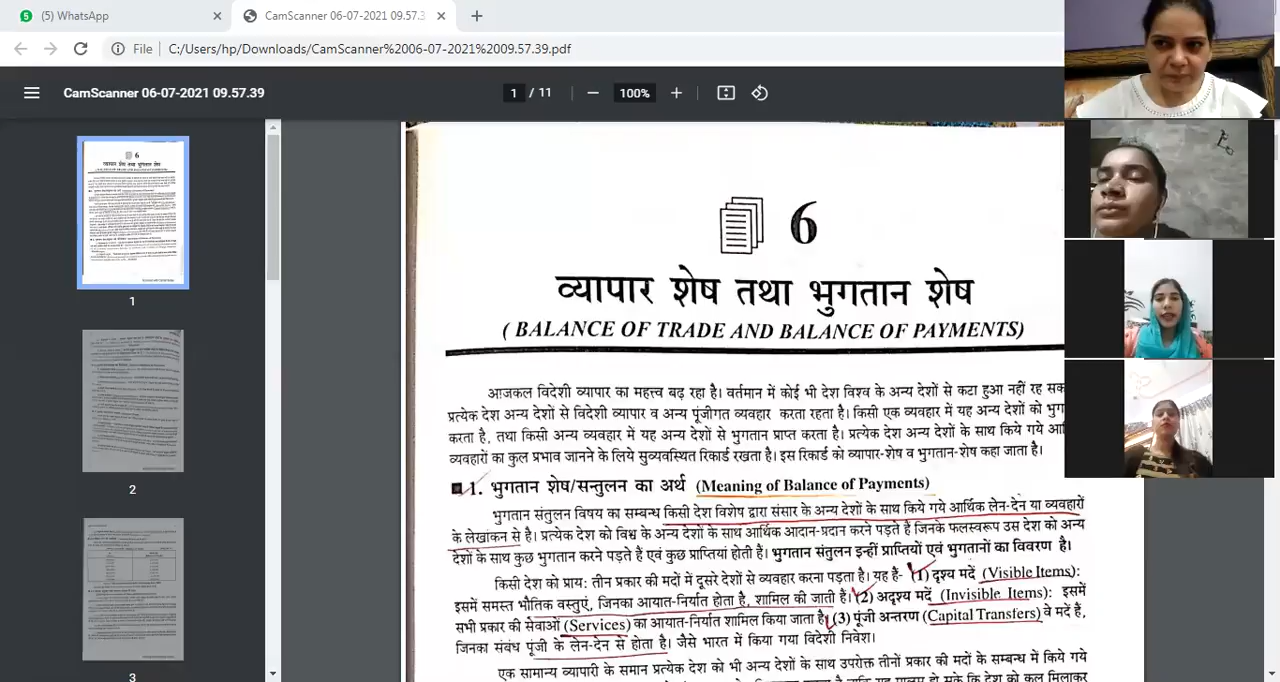 (5) WhatsApp
CamScanner 06-07-2021 09.57.3
File
C:/Users/hp/Downloads/CamScanner%2006-07-2021%2009.57.39.pdf
CamScanner 06-07-2021 09.57.39
1 / 11
100%
1
2
3
6
व्यापार शेष तथा भुगतान शेष
( BALANCE OF TRADE AND BALANCE OF PAYMENTS)
आजकल विदेशी व्यापार का महत्त्व बढ़ रहा है। वर्तमान में कोई भी देश विश्व के अन्य देशों से कटा हुआ नहीं रह सक
प्रत्येक देश अन्य देशों से विदेशी व्यापार व अन्य पूंजीगत व्यवहार करता रहता है। किसी एक व्यवहार में यह अन्य देशों को भुग
करता है, तथा किसी अन्य व्यवहार में यह अन्य देशों से भुगतान प्राप्त करता है। प्रत्येक देश अन्य देशों के साथ किये गये आ
व्यवहारों का कुल प्रभाव जानने के लिये सुव्यवस्थित रिकार्ड रखता है। इस रिकार्ड को व्यापार-शेष व भुगतान-शेष कहा जाता है।
1. भुगतान शेष/सन्तुलन का अर्थ (Meaning of Balance of Payments)
भुगतान संतुलन विषय का सम्बन्ध किसी देश विशेष द्वारा संसार के अन्य देशों के साथ किये गये आर्थिक लेन-देन या व्यवहारों
के लेखांकन से है। प्रत्येक देश को विश्व के अन्य देशों के साथ आर्थिक आदान-प्रदान करने पड़ते हैं जिनके फलस्वरूप उस देश को अन्य
देशों के साथ कुछ भुगतान करने पड़ते है एवं कुछ प्राप्तियां होती है। भुगतान संतुलन इन्हीं प्राप्तियों एवं भुगतानों का विवरण है।
किसी देश को प्राय: तीन प्रकार की मदों में दूसरे देशों से व्यवहार करना पड़ता है। यह हैं- (1) दृश्य मदें (Visible Items):
इसमें समस्त भौतिक वस्तुएं जिनका आयात-निर्यात होता है, शामिल की जाती है। (2) अदृश्य मदें (Invisible Items): इसमें
सभी प्रकार की सेवाओं (Services) का आयात-निर्यात शामिल किया जाता है। (3) पूंजी अन्तरण (Capital Transfers) वे मदें हैं,
जिनका संबंध पूंजी के लेन-देन से होता है। जैसे भारत में किया गया विदेशी निवेश।
एक सामान्य व्यापारी के समान प्रत्येक देश को भी अन्य देशों के साथ उपरोक्त तीनों प्रकार की मदों के सम्बन्ध में किये गये